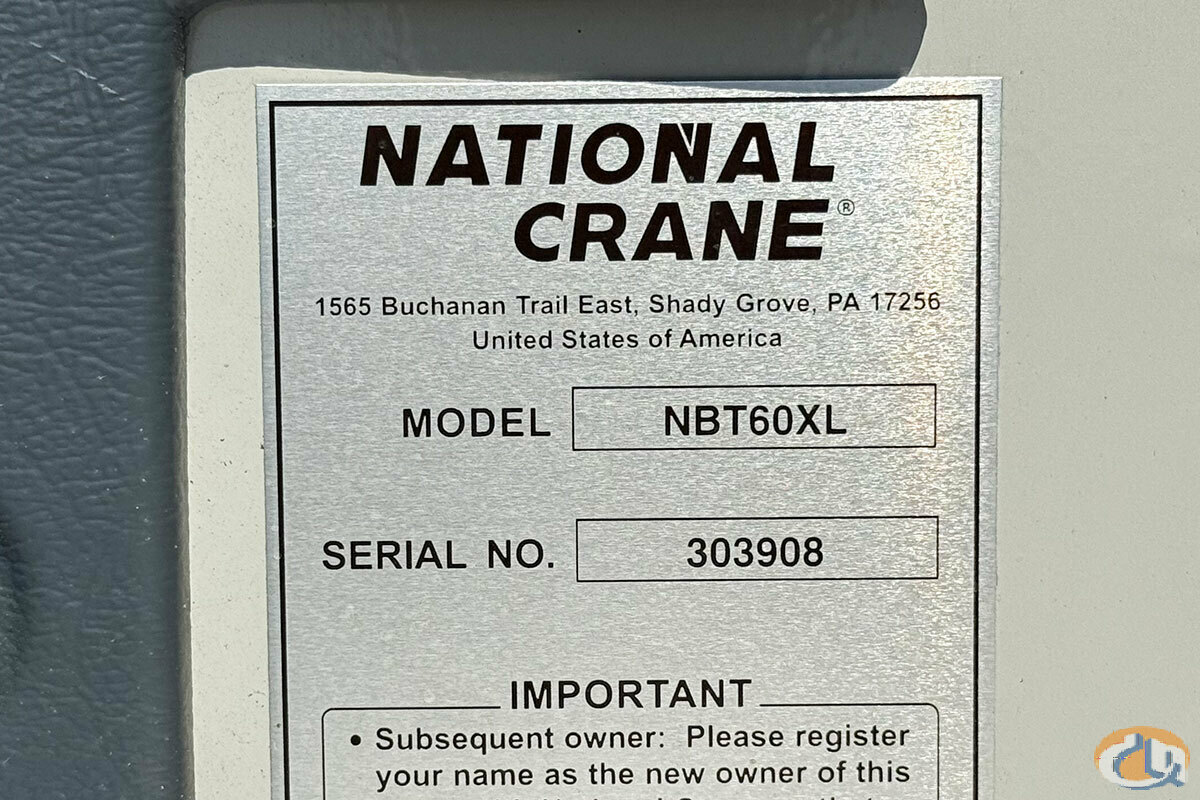 NATIONAL
CRANE®
1565 Buchanan Trail East, Shady Grove, PA 17256
United States of America
MODEL NBT60XL
SERIAL NO. 303908
IMPORTANT
• Subsequent owner: Please register
your name as the new owner of this